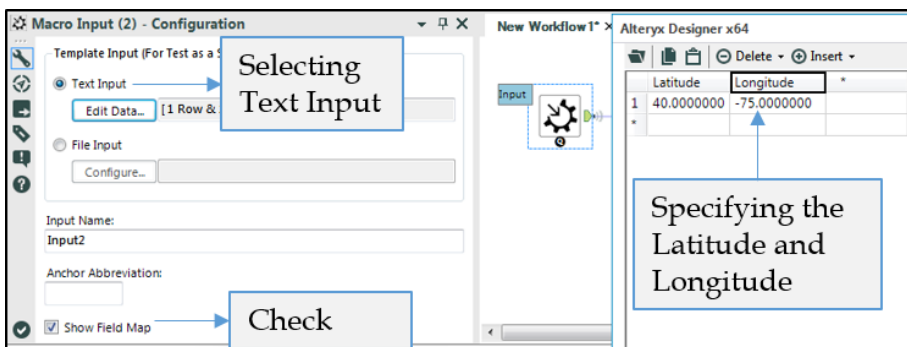 Macro Input (2) - Configuration
Template Input (For Test as a S
Text Input
Edit Data...
[1 Row &
File Input
Configure...
Input Name:
Input2
Anchor Abbreviation:
Show Field Map
Selecting
Text Input
Check
New Workflow1*
Input
Q
Alteryx Designer x64
Delete
Insert
Latitude Longitude *
1 40.0000000 -75.0000000
*
Specifying the
Latitude and
Longitude